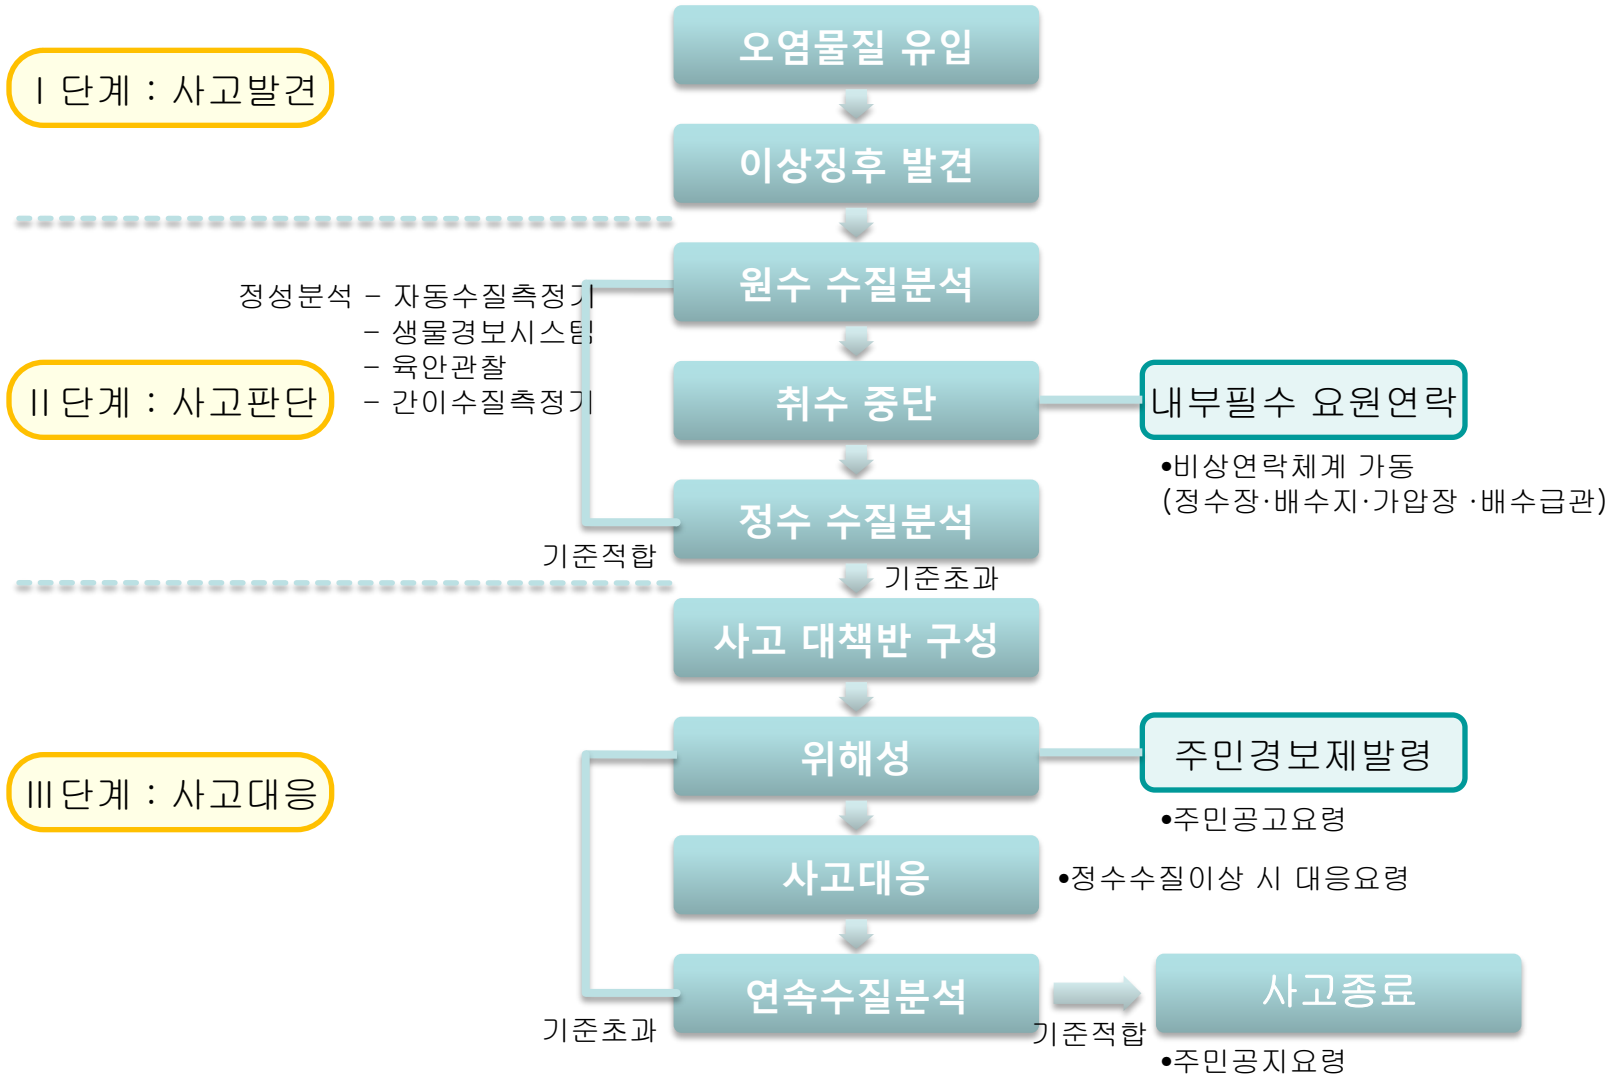 오염물질 유입
Ⅰ단계 : 사고발견
이상징후 발견
원수 수질분석
정성분석 - 자동수질측정기
- 생물경보시스템
- 육안관찰
- 간이수질측정기
Ⅱ단계 : 사고판단
취수 중단
내부필수 요원연락
•비상연락체계 가동
(정수장·배수지·가압장 ·배수급관)
정수 수질분석
기준적합
기준초과
사고 대책반 구성
위해성
주민경보제발령
•주민공고요령
Ⅲ단계 : 사고대응
사고대응
•정수수질이상 시 대응요령
연속수질분석
기준초과
기준적합
사고종료
•주민공지요령